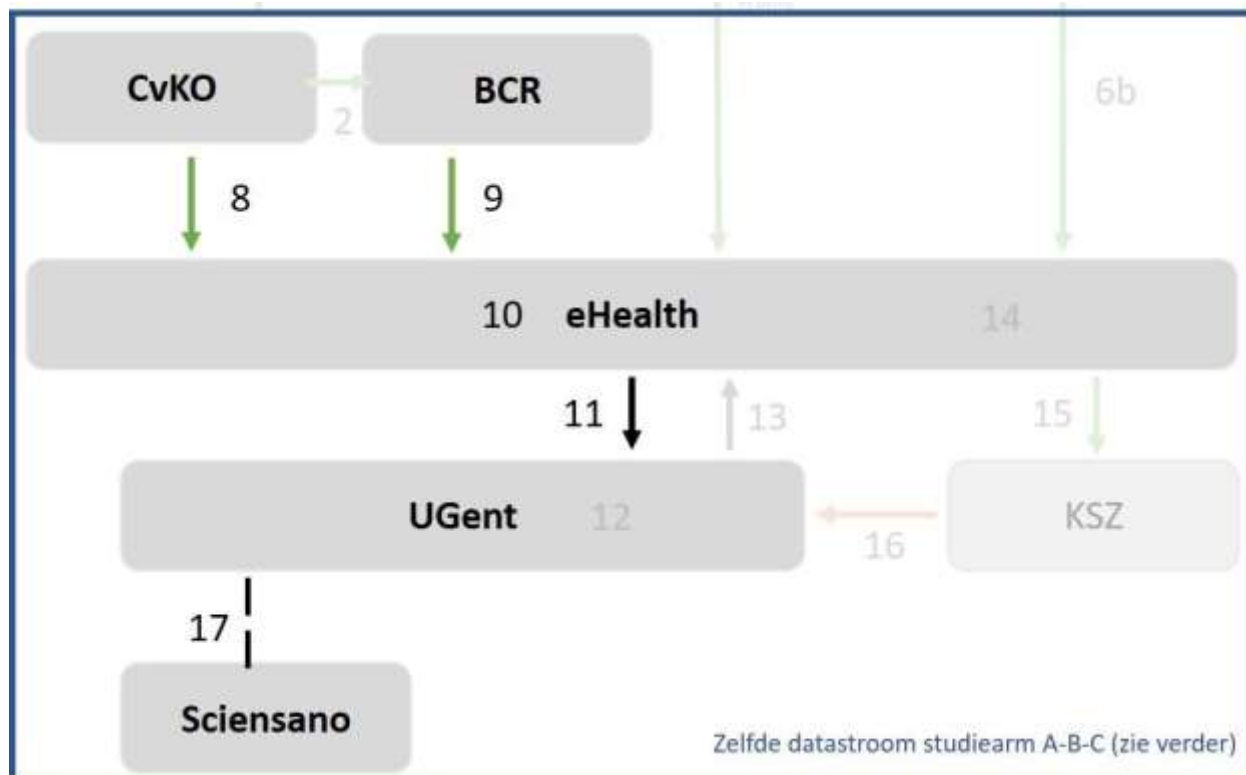 CvKO
2
BCR
6b
8
9
10 eHealth
14
11
13
15
UGent
12
16
KSZ
17
Sciensano
Zelfde datastroom studiearm A-B-C (zie verder)